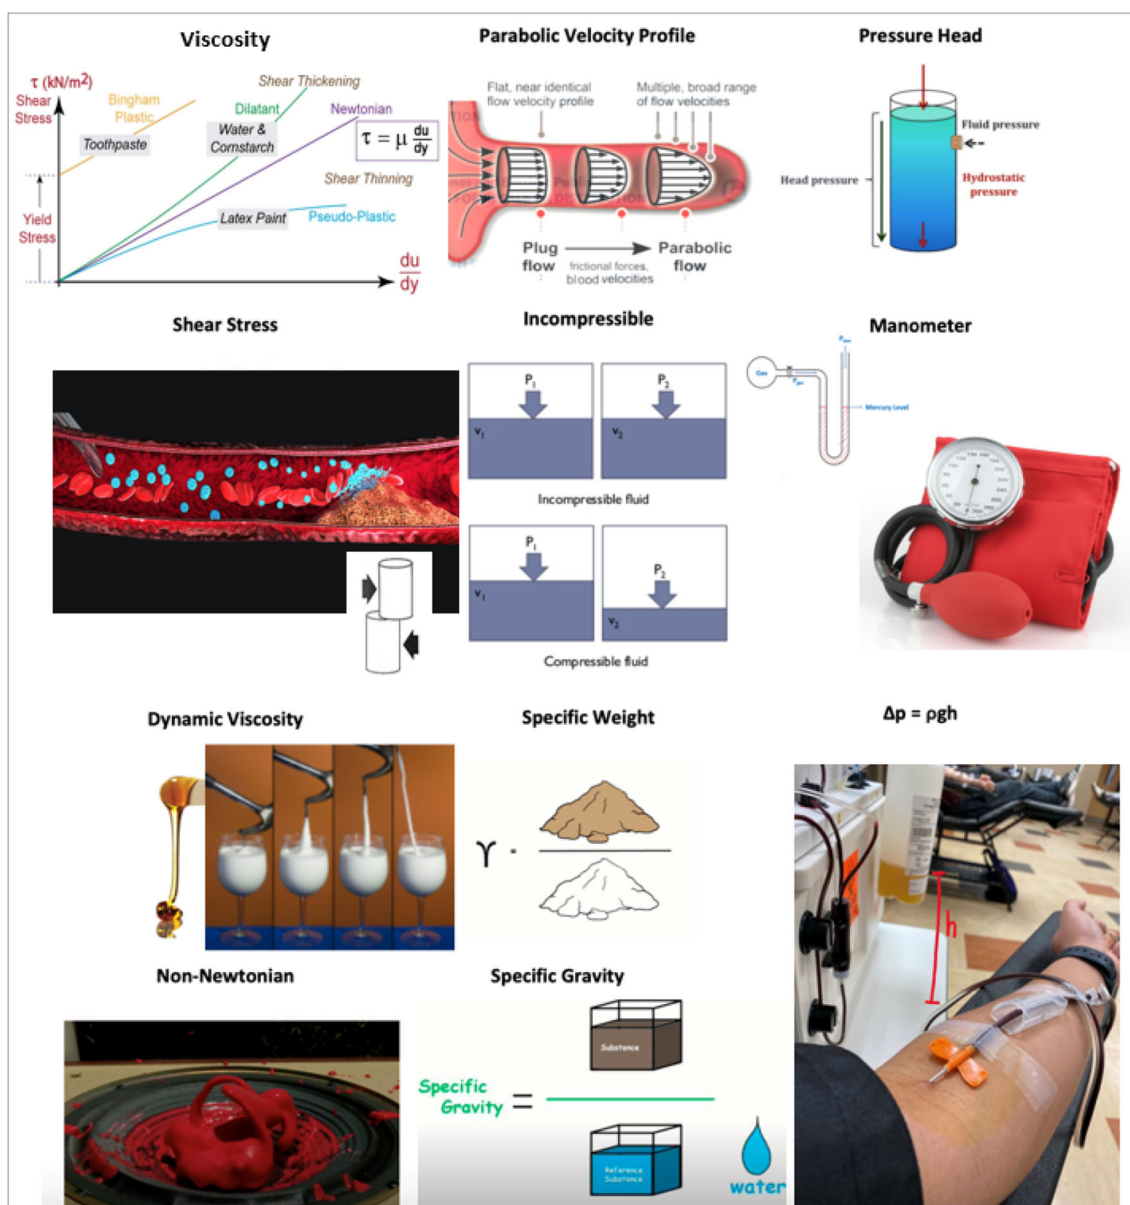 Viscosity
τ (kN/m²)
Shear
Stress
Bingham
Plastic
Toothpaste
Shear Thickening
Dilatant
Water &
Cornstarch
Newtonian
τ = μ du/dy
Shear Thinning
Latex Paint
Pseudo-Plastic
Yield
Stress
du/dy
Parabolic Velocity Profile
Flat, near identical
flow velocity profile
Multiple, broad range
of flow velocities
Plug
flow
frictional forces,
blood velocities
Parabolic
flow
Pressure Head
Fluid pressure
Head pressure
Hydrostatic
pressure
Shear Stress
Incompressible
P₁
P₂
v₁
v₂
Incompressible fluid
P₁
P₂
v₁
v₂
Compressible fluid
Manometer
Gas
Mercury Level
Dynamic Viscosity
Specific Weight
γ
Δp = ρgh
h
Non-Newtonian
Specific Gravity
Substance
Specific
Gravity =
Reference
Substance
water